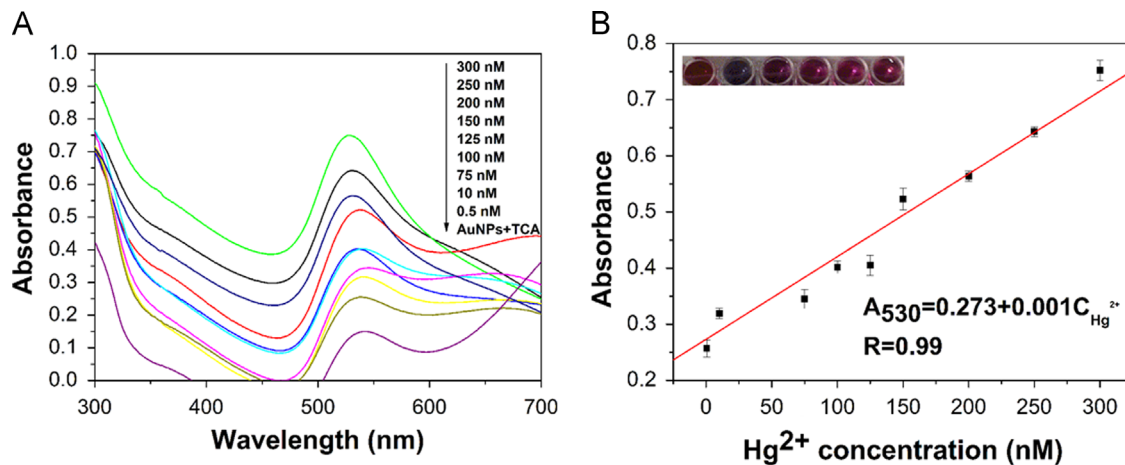 A
1.0
0.9
0.8
0.7
0.6
0.5
0.4
0.3
0.2
0.1
0.0
300
400
500
600
700
Absorbance
Wavelength (nm)
300 nM
250 nM
200 nM
150 nM
125 nM
100 nM
75 nM
10 nM
0.5 nM
AuNPs+TCA
B
0.8
0.7
0.6
0.5
0.4
0.3
0.2
0
50
100
150
200
250
300
Absorbance
Hg²⁺ concentration (nM)
A₅₃₀=0.273+0.001C_Hg²⁺
R=0.99